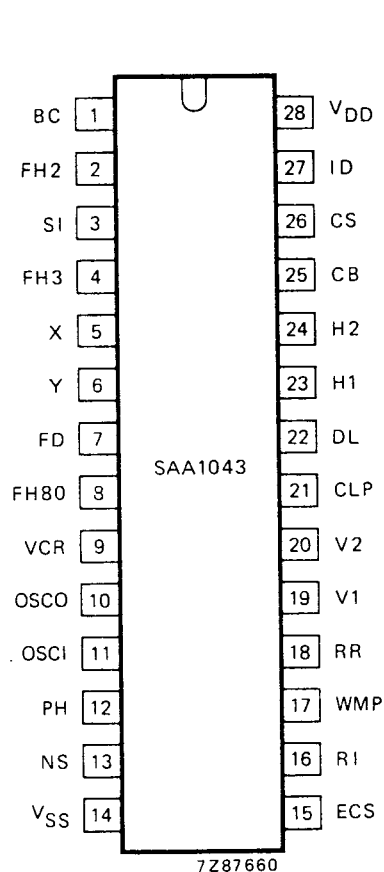 BC 1 28 VDD
FH2 2 27 ID
SI 3 26 CS
FH3 4 25 CB
X 5 24 H2
Y 6 23 H1
FD 7 22 DL
SAA1043
FH80 8 21 CLP
VCR 9 20 V2
OSCO 10 19 V1
OSCI 11 18 RR
PH 12 17 WMP
NS 13 16 RI
VSS 14 15 ECS
7Z87660